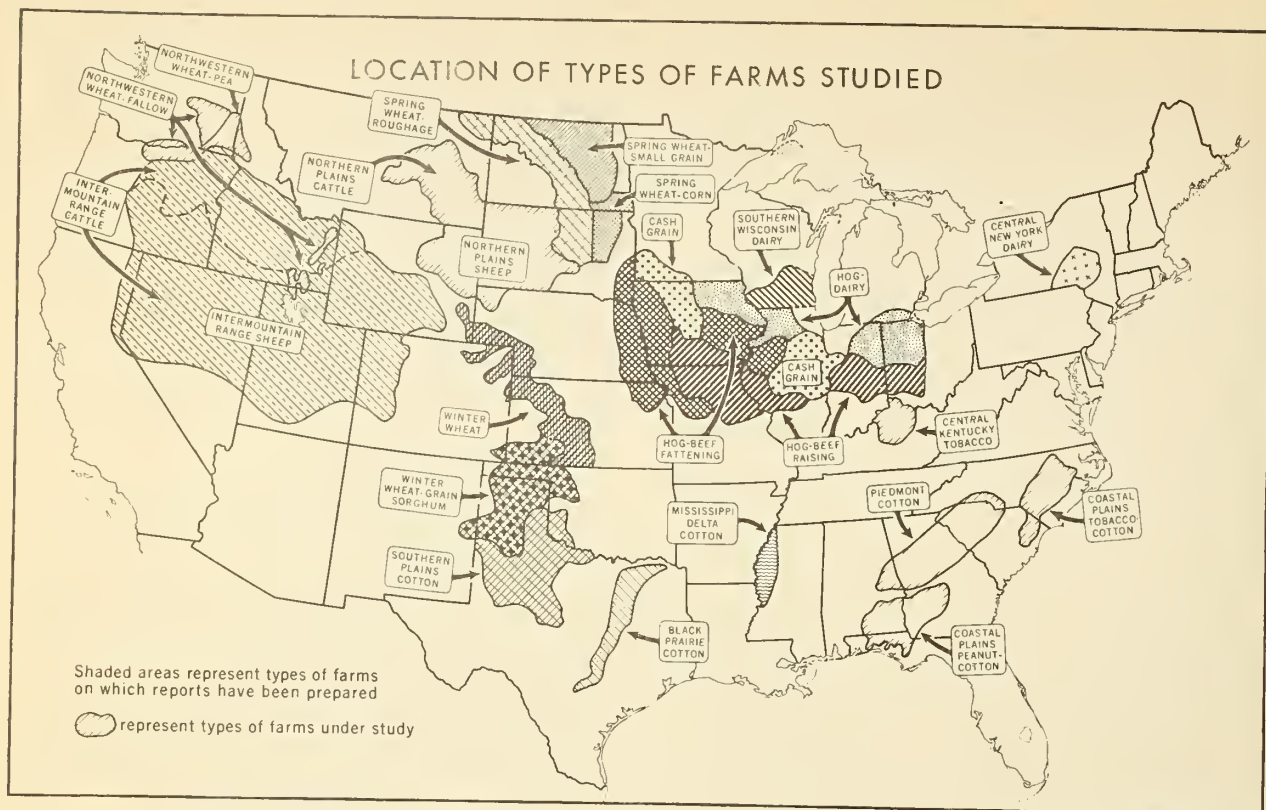 LOCATION OF TYPES OF FARMS STUDIED
NORTHWESTERN
WHEAT-PEA
NORTHWESTERN
WHEAT-FALLOW
SPRING
WHEAT-
ROUGHAGE
SPRING WHEAT-
SMALL GRAIN
NORTHERN
PLAINS
CATTLE
SPRING
WHEAT-CORN
INTER-
MOUNTAIN
RANGE
CATTLE
CASH
GRAIN
SOUTHERN
WISCONSIN
DAIRY
CENTRAL
NEW YORK
DAIRY
NORTHERN
PLAINS
SHEEP
HOG-
DAIRY
INTERMOUNTAIN
RANGE SHEEP
CASH
GRAIN
WINTER
WHEAT
HOG-BEEF
FATTENING
HOG-BEEF
RAISING
CENTRAL
KENTUCKY
TOBACCO
WINTER
WHEAT-GRAIN
SORGHUM
MISSISSIPPI
DELTA
COTTON
PIEDMONT
COTTON
COASTAL
PLAINS
TOBACCO-
COTTON
SOUTHERN
PLAINS
COTTON
BLACK
PRAIRIE
COTTON
COASTAL
PLAINS
PEANUT-
COTTON
Shaded areas represent types of farms
on which reports have been prepared
represent types of farms under study